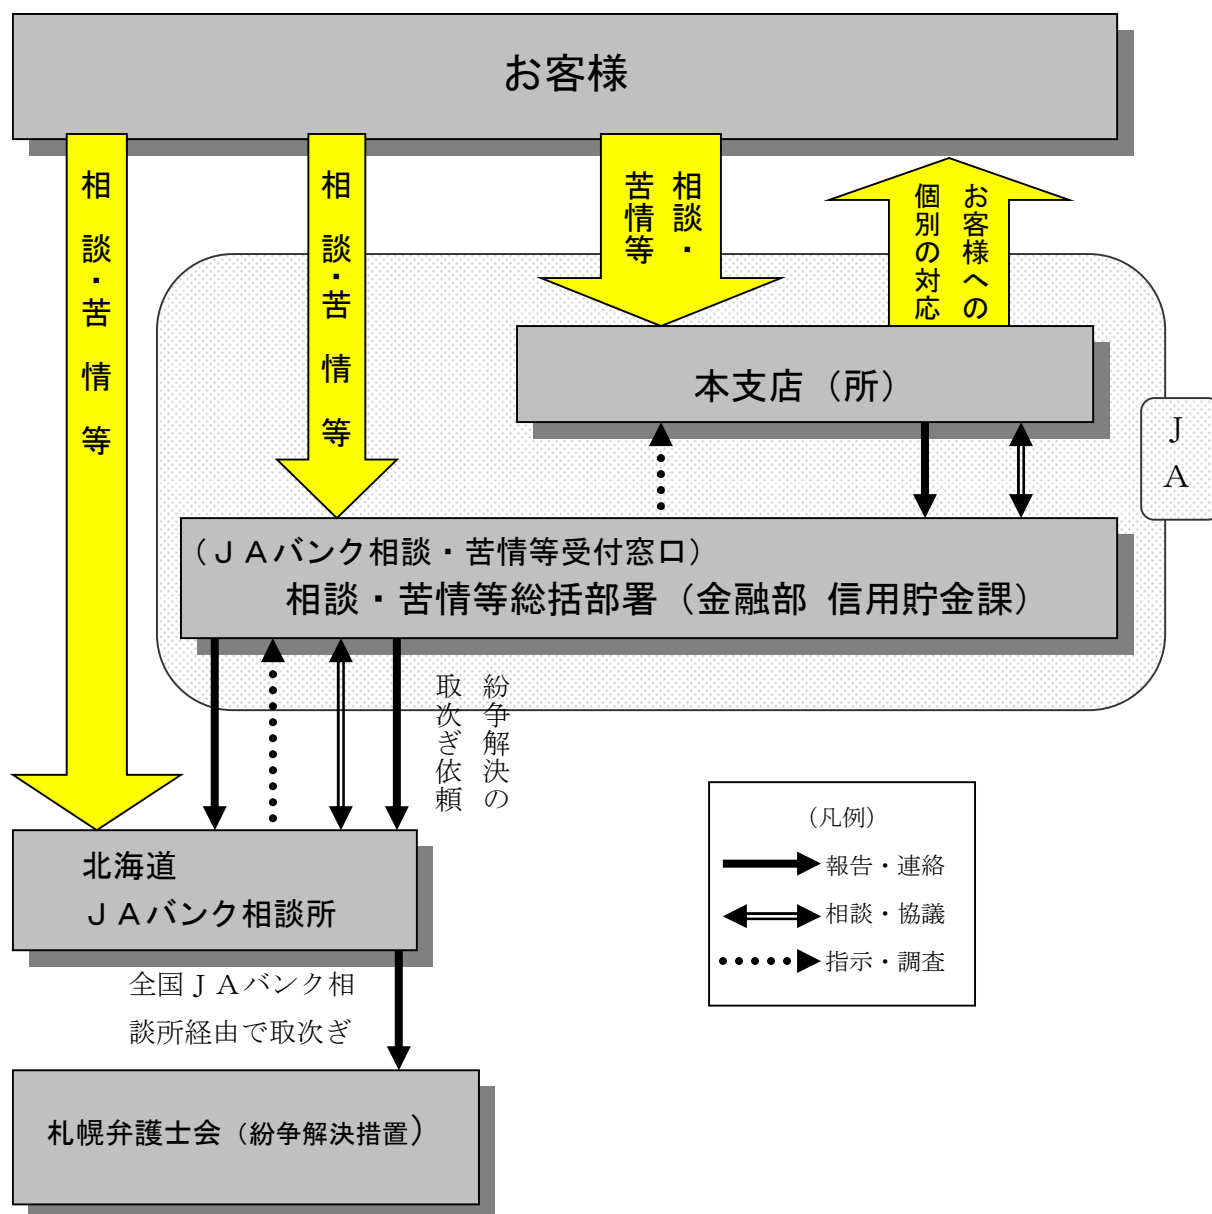 お客様
相談・苦情等
相談・苦情等
相談・
苦情等
お客様への
個別の対応
本支店（所）
ＪＡ
（ＪＡバンク相談・苦情等受付窓口）
相談・苦情等総括部署（金融部 信用貯金課）
紛争解決の
取次ぎ依頼
（凡例）
報告・連絡
相談・協議
指示・調査
北海道
ＪＡバンク相談所
全国ＪＡバンク相
談所経由で取次ぎ
札幌弁護士会（紛争解決措置）